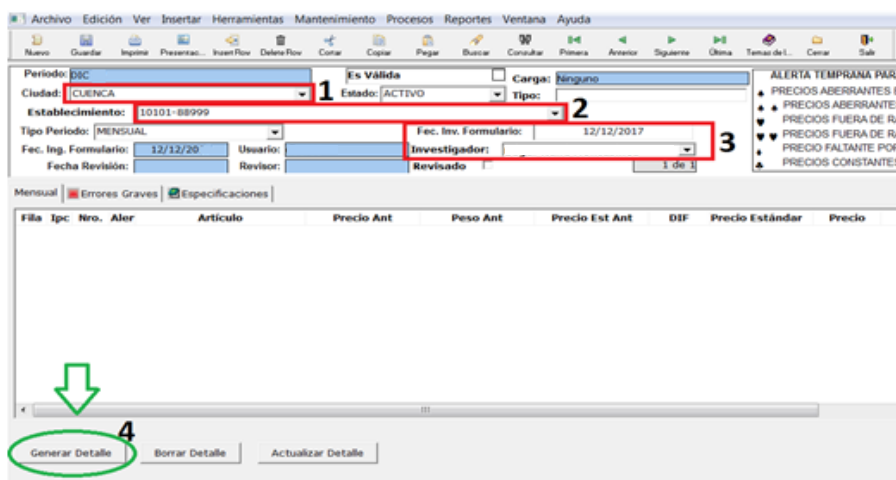 Archivo Edición Ver Insertar Herramientas Mantenimiento Procesos Reportes Ventana Ayuda
Nuevo Guardar Imprimir Presentac... Insert Row Delete Row Cortar Copiar Pegar Buscar Consultar Primera Anterior Siguiente Última Temas de l... Cerrar Salir
Período: DIC Es Válida Carga: Ninguno ALERTA TEMPRANA PAR
Ciudad: CUENCA 1 Estado: ACTIVO Tipo: PRECIOS ABERRANTES
Establecimiento: 10101-88999 2 PRECIOS ABERRANTE
Tipo Periodo: MENSUAL Fec. Inv. Formulario: 12/12/2017 3 PRECIOS FUERA DE RA
Fec. Ing. Formulario: 12/12/20 Usuario: Investigador: PRECIOS FUERA DE RA
Fecha Revisión: Revisor: Revisado 1 de 1 PRECIO FALTANTE POR
PRECIOS CONSTANTES
Mensual Errores Graves Especificaciones
Fila Ipc Nro. Aler Artículo Precio Ant Peso Ant Precio Est Ant DIF Precio Estándar Precio
4
Generar Detalle Borrar Detalle Actualizar Detalle